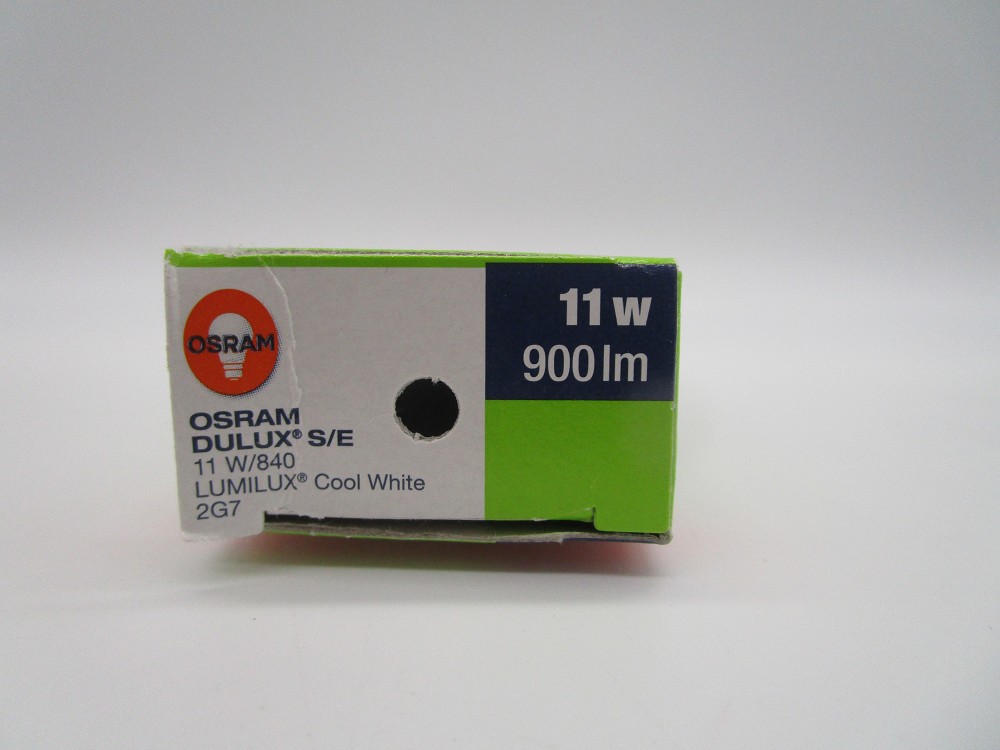 OSRAM
OSRAM
DULUX® S/E
11 W/840
LUMILUX® Cool White
2G7
11 W
900 lm